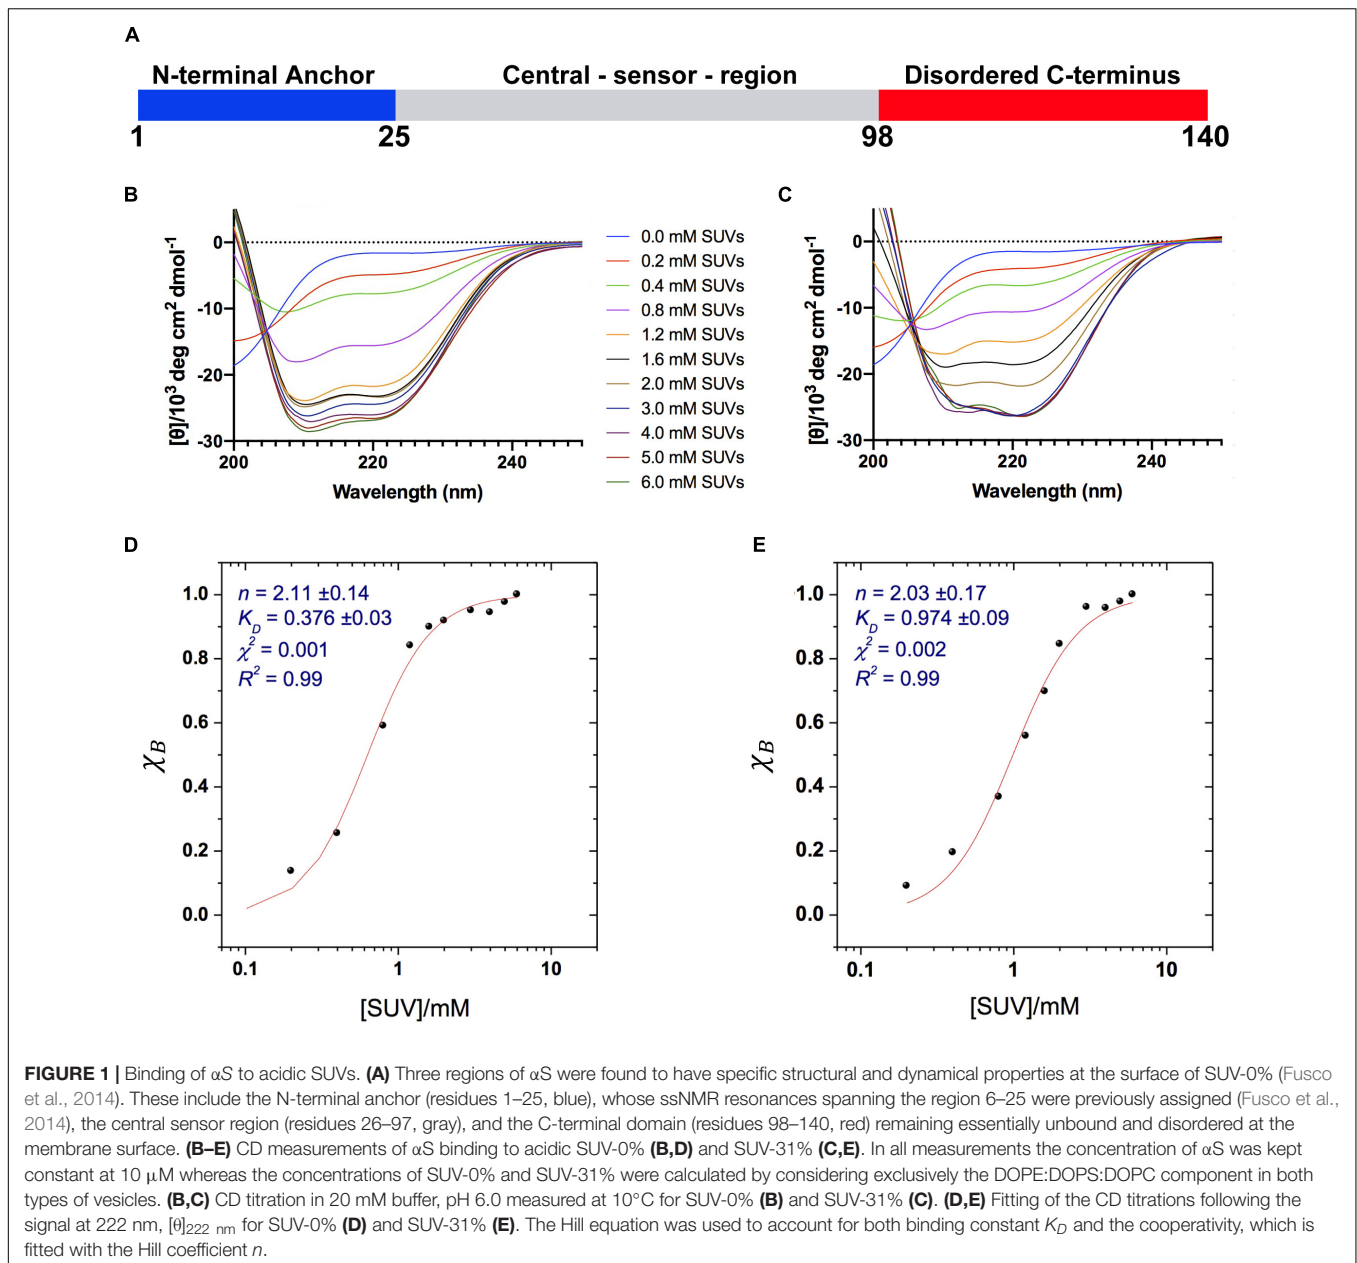 A
N-terminal Anchor Central - sensor - region Disordered C-terminus
1 25 98 140
B
C
0
-10
-20
-30
[θ]/10³ deg cm² dmol⁻¹
200 220 240
Wavelength (nm)
0.0 mM SUVs
0.2 mM SUVs
0.4 mM SUVs
0.8 mM SUVs
1.2 mM SUVs
1.6 mM SUVs
2.0 mM SUVs
3.0 mM SUVs
4.0 mM SUVs
5.0 mM SUVs
6.0 mM SUVs
0
-10
-20
-30
[θ]/10³ deg cm² dmol⁻¹
200 220 240
Wavelength (nm)
D
n = 2.11 ±0.14
K_D = 0.376 ±0.03
χ² = 0.001
R² = 0.99
1.0
0.8
0.6
0.4
0.2
0.0
χ_B
0.1 1 10
[SUV]/mM
E
n = 2.03 ±0.17
K_D = 0.974 ±0.09
χ² = 0.002
R² = 0.99
1.0
0.8
0.6
0.4
0.2
0.0
χ_B
0.1 1 10
[SUV]/mM
FIGURE 1 | Binding of αS to acidic SUVs. (A) Three regions of αS were found to have specific structural and dynamical properties at the surface of SUV-0% (Fusco
et al., 2014). These include the N-terminal anchor (residues 1–25, blue), whose ssNMR resonances spanning the region 6–25 were previously assigned (Fusco et al.,
2014), the central sensor region (residues 26–97, gray), and the C-terminal domain (residues 98–140, red) remaining essentially unbound and disordered at the
membrane surface. (B–E) CD measurements of αS binding to acidic SUV-0% (B,D) and SUV-31% (C,E). In all measurements the concentration of αS was kept
constant at 10 μM whereas the concentrations of SUV-0% and SUV-31% were calculated by considering exclusively the DOPE:DOPS:DOPC component in both
types of vesicles. (B,C) CD titration in 20 mM buffer, pH 6.0 measured at 10°C for SUV-0% (B) and SUV-31% (C). (D,E) Fitting of the CD titrations following the
signal at 222 nm, [θ]222 nm for SUV-0% (D) and SUV-31% (E). The Hill equation was used to account for both binding constant K_D and the cooperativity, which is
fitted with the Hill coefficient n.